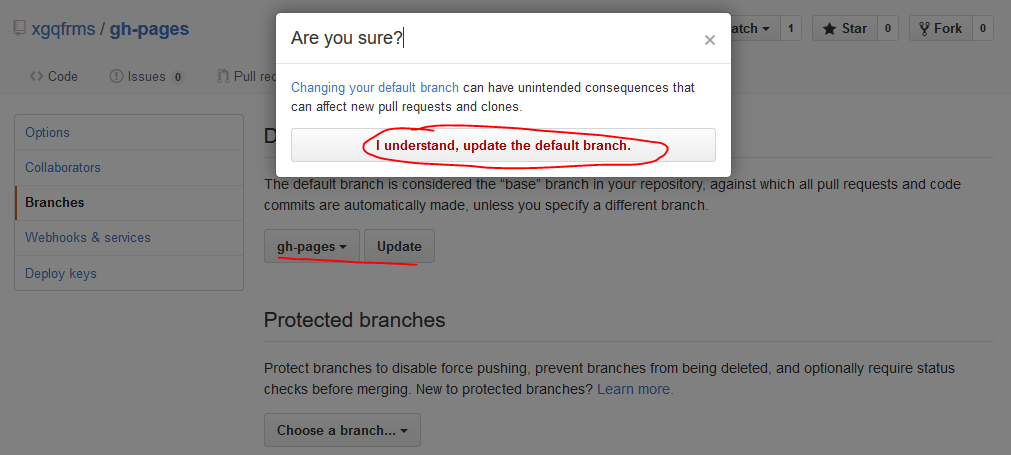 xgqfrms / gh-pages
Are you sure?
×
atch 1
Star 0
Fork 0
Code
Issues 0
Pull rec
Changing your default branch can have unintended consequences that
can affect new pull requests and clones.
I understand, update the default branch.
Options
Collaborators
Branches
Webhooks & services
Deploy keys
D
The default branch is considered the “base” branch in your repository, against which all pull requests and code
commits are automatically made, unless you specify a different branch.
gh-pages
Update
Protected branches
Protect branches to disable force pushing, prevent branches from being deleted, and optionally require status
checks before merging. New to protected branches? Learn more.
Choose a branch...